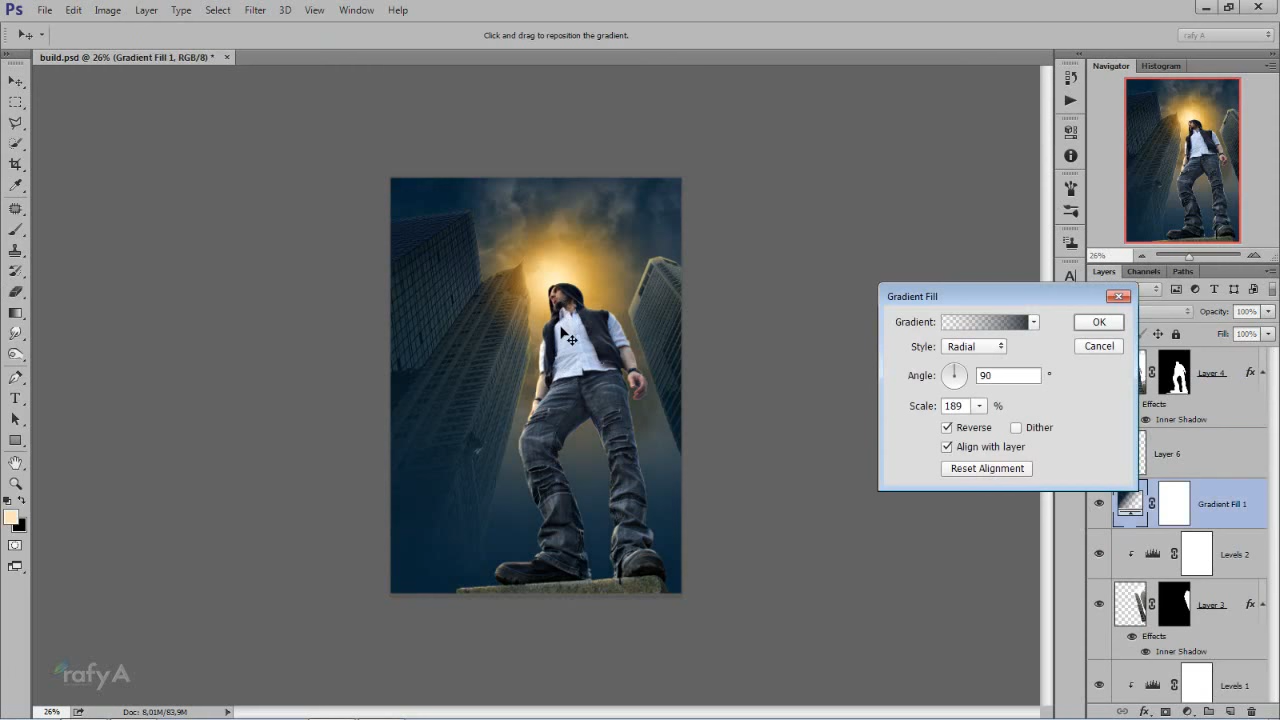 Ps File Edit Image Layer Type Select Filter 3D View Window Help
Click and drag to reposition the gradient.
rafy A
build.psd @ 26% (Gradient Fill 1, RGB/8) *
Navigator Histogram
26%
Layers Channels Paths
Opacity: 100%
Fill: 100%
Gradient Fill
Gradient:
OK
Style: Radial
Cancel
Angle: 90 °
Scale: 189 %
Reverse Dither
Align with layer
Reset Alignment
Layer 4 fx
Effects
Inner Shadow
Layer 6
Gradient Fill 1
Levels 2
Layer 3 fx
Effects
Inner Shadow
Levels 1
rafy A
26% Doc: 8,01M/83,9M